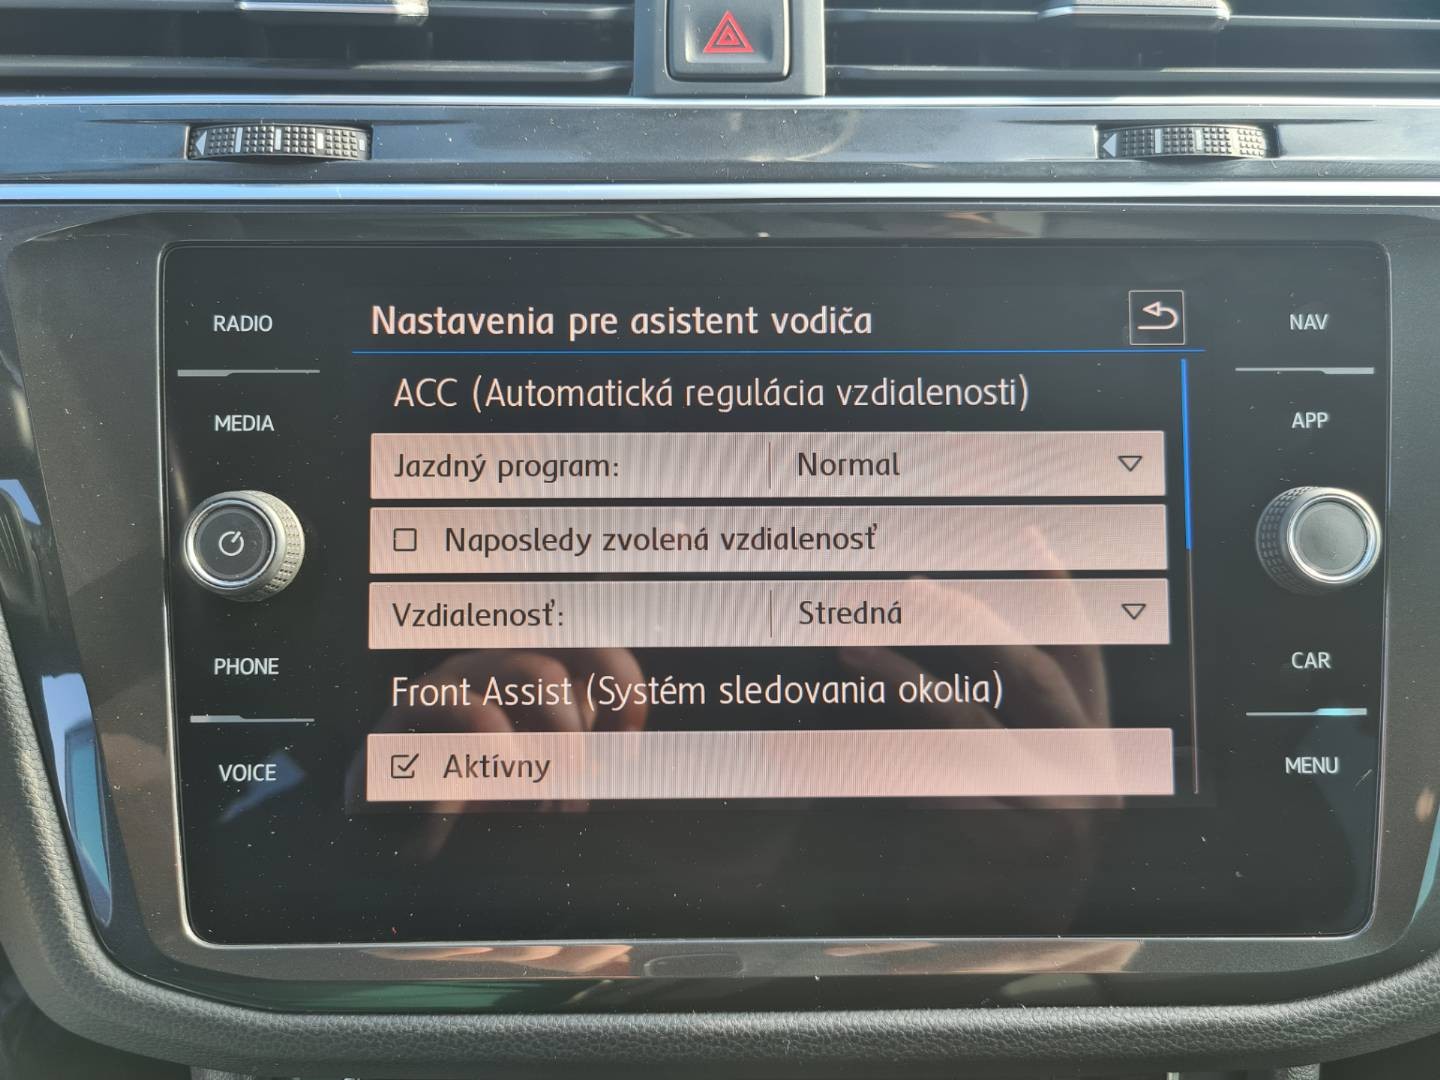 RADIO
MEDIA
PHONE
VOICE
Nastavenia pre asistent vodiča
ACC (Automatická regulácia vzdialenosti)
Jazdný program: Normal
Naposledy zvolená vzdialenosť
Vzdialenosť: Stredná
Front Assist (Systém sledovania okolia)
Aktívny
NAV
APP
CAR
MENU